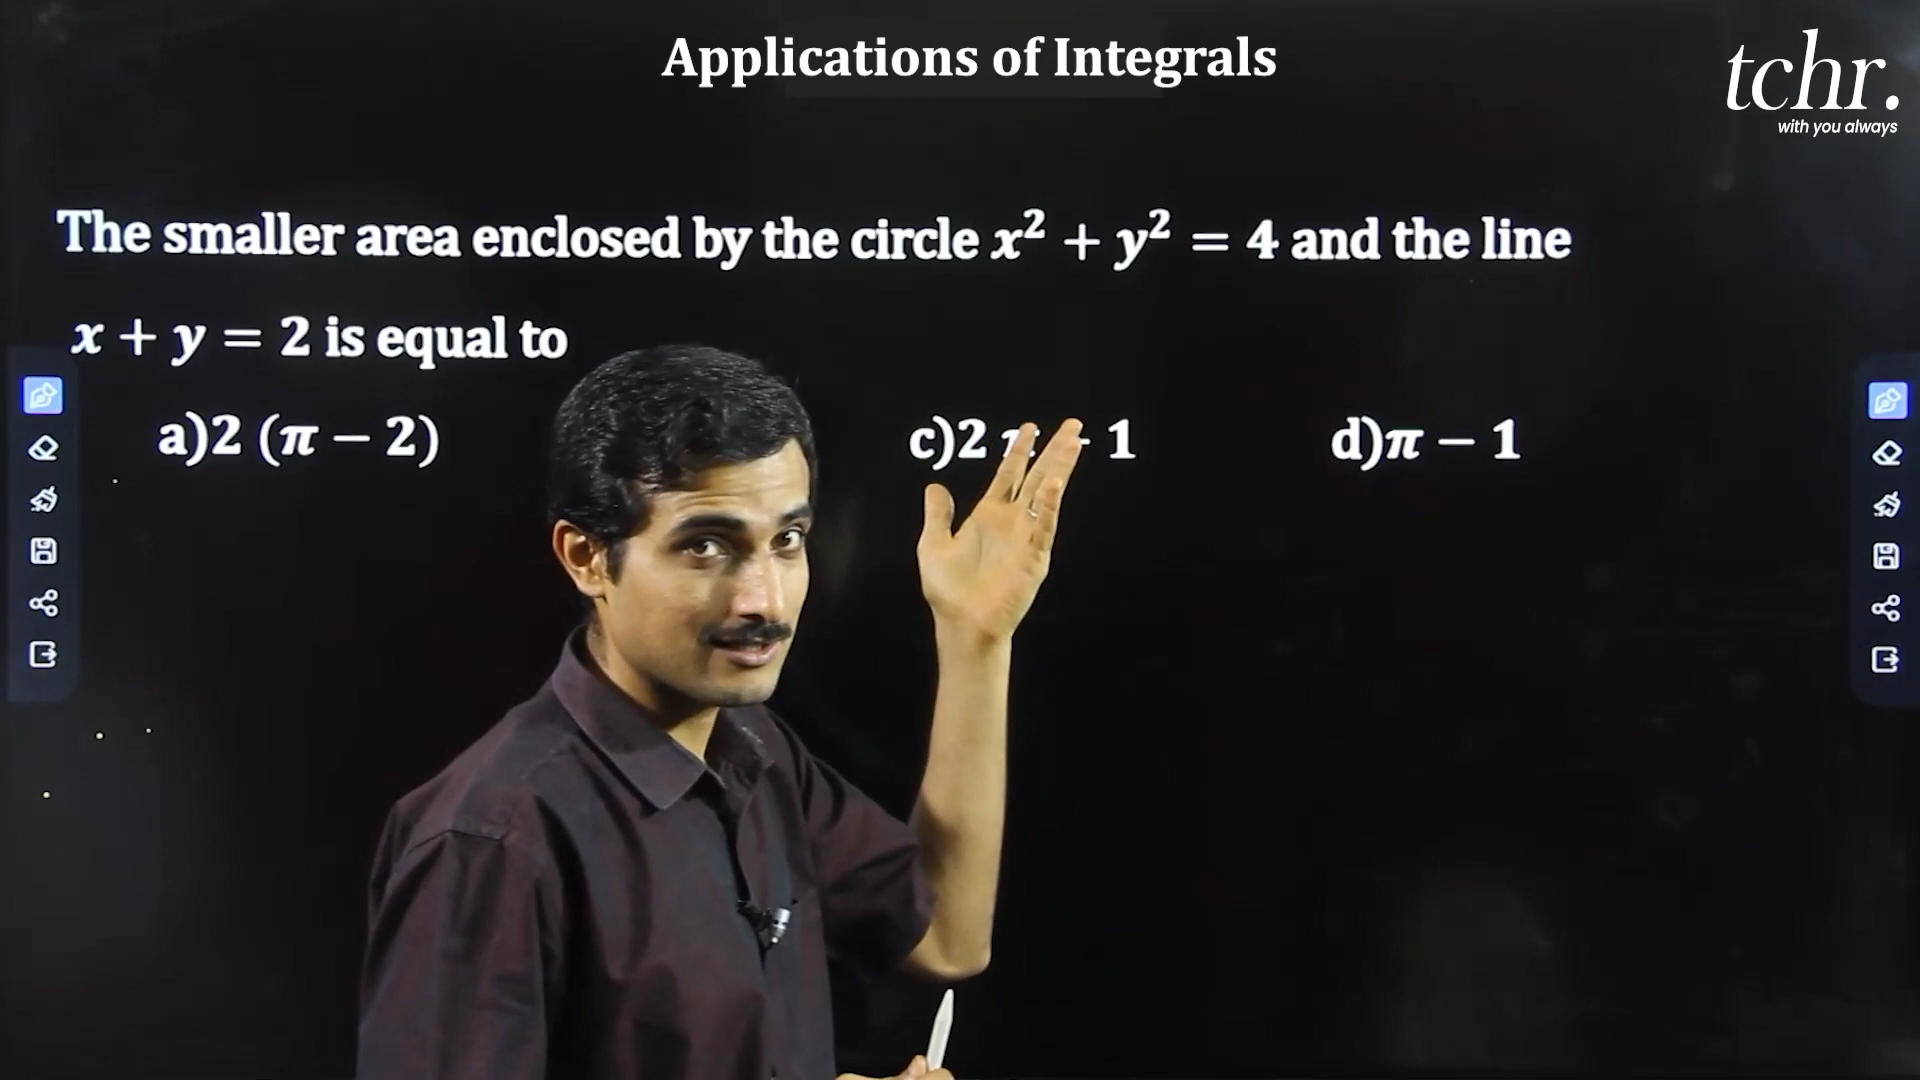 Applications of Integrals
tchr.
with you always
The smaller area enclosed by the circle x² + y² = 4 and the line
x + y = 2 is equal to
a)2 (π − 2)
c)2 π - 1
d)π − 1